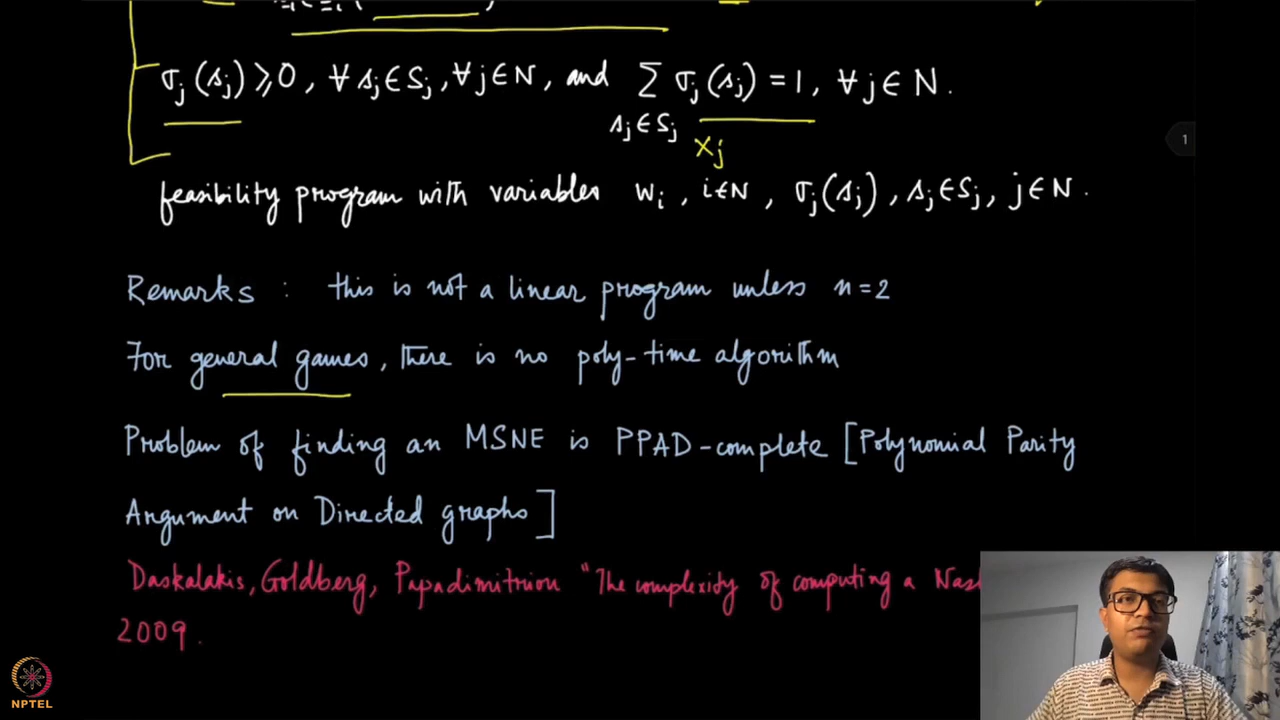 σj(sj) ≥ 0, ∀ sj ∈ Sj, ∀ j ∈ N, and ∑ σj(sj) = 1, ∀ j ∈ N.
sj ∈ Sj
xj
1
feasibility program with variables wi, i ∈ N, σj(sj), sj ∈ Sj, j ∈ N.
Remarks : this is not a linear program unless n = 2
For general games, there is no poly-time algorithm
Problem of finding an MSNE is PPAD-complete [Polynomial Parity
Argument on Directed graphs]
Daskalakis, Goldberg, Papadimitriou "The complexity of computing a
2009.
NPTEL